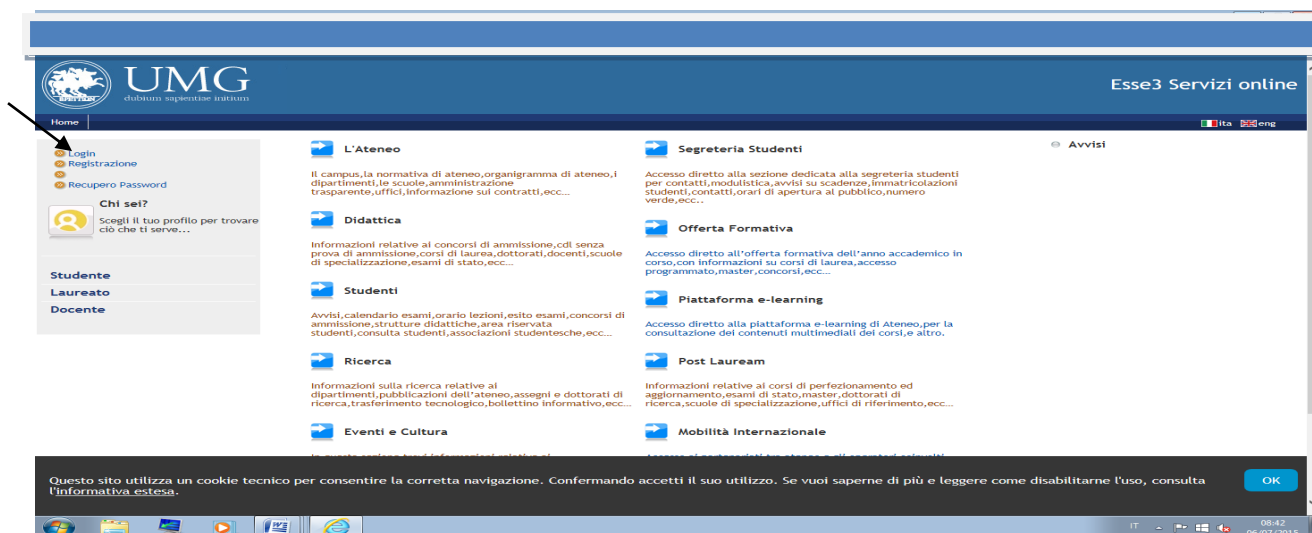 UMG
dubium sapientiae initium
Esse3 Servizi online
Home
ita
eng
Login
Registrazione
Recupero Password
Chi sei?
Scegli il tuo profilo per trovare
ciò che ti serve...
Studente
Laureato
Docente
L'Ateneo
Il campus,la normativa di ateneo,organigramma di ateneo,i
dipartimenti,le scuole,amministrazione
trasparente,uffici,informazione sui contratti,ecc...
Didattica
Informazioni relative ai concorsi di ammissione,cdl senza
prova di ammissione,corsi di laurea,dottorati,docenti,scuole
di specializzazione,esami di stato,ecc...
Studenti
Avvisi,calendario esami,orario lezioni,esito esami,concorsi di
ammissione,strutture didattiche,area riservata
studenti,consulta studenti,associazioni studentesche,ecc...
Ricerca
Informazioni sulla ricerca relative ai
dipartimenti,pubblicazioni dell'ateneo,assegni e dottorati di
ricerca,trasferimento tecnologico,bollettino informativo,ecc...
Eventi e Cultura
Segreteria Studenti
Accesso diretto alla sezione dedicata alla segreteria studenti
per contatti,modulistica,avvisi su scadenze,immatricolazioni
studenti,contatti,orari di apertura al pubblico,numero
verde,ecc..
Offerta Formativa
Accesso diretto all'offerta formativa dell'anno accademico in
corso,con informazioni su corsi di laurea,accesso
programmato,master,concorsi,ecc...
Piattaforma e-learning
Accesso diretto alla piattaforma e-learning di Ateneo,per la
consultazione dei contenuti multimediali dei corsi,e altro.
Post Lauream
Informazioni relative ai corsi di perfezionamento ed
aggiornamento,esami di stato,master,dottorati di
ricerca,scuole di specializzazione,uffici di riferimento,ecc...
Mobilità Internazionale
Avvisi
Questo sito utilizza un cookie tecnico per consentire la corretta navigazione. Confermando accetti il suo utilizzo. Se vuoi saperne di più e leggere come disabilitarne l'uso, consulta
l'informativa estesa.
OK
IT
08:42
06/07/2015